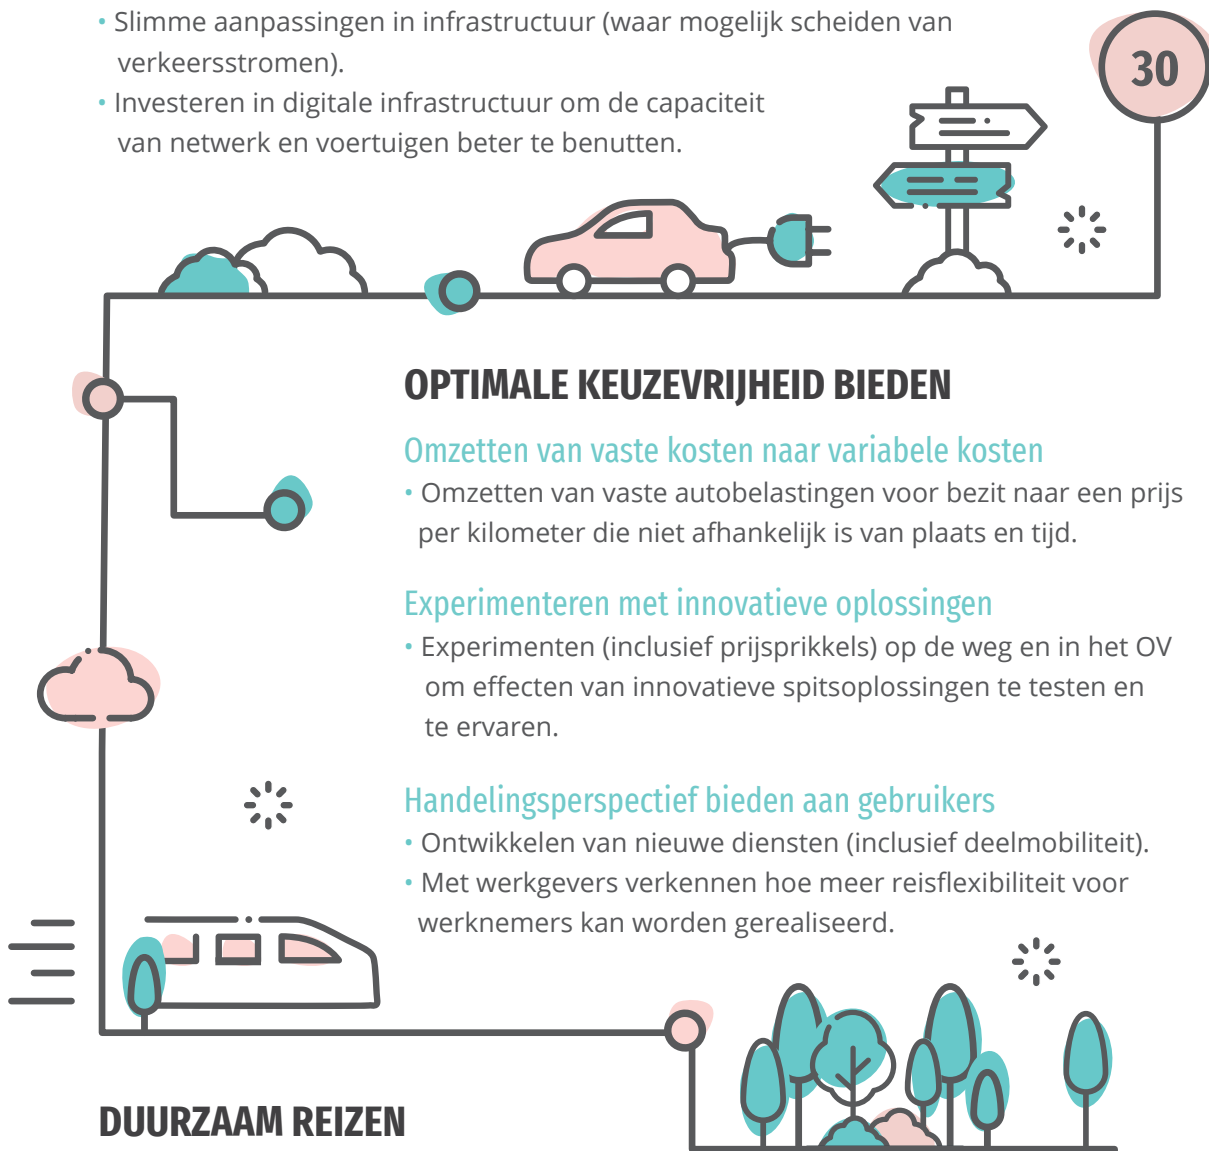 • Slimme aanpassingen in infrastructuur (waar mogelijk scheiden van
verkeersstromen).
30
• Investeren in digitale infrastructuur om de capaciteit
van netwerk en voertuigen beter te benutten.
OPTIMALE KEUZEVRIJHEID BIEDEN
Omzetten van vaste kosten naar variabele kosten
• Omzetten van vaste autobelastingen voor bezit naar een prijs
per kilometer die niet afhankelijk is van plaats en tijd.
Experimenteren met innovatieve oplossingen
• Experimenten (inclusief prijsprikkels) op de weg en in het OV
om effecten van innovatieve spitsoplossingen te testen en
te ervaren.
Handelingsperspectief bieden aan gebruikers
• Ontwikkelen van nieuwe diensten (inclusief deelmobiliteit).
• Met werkgevers verkennen hoe meer reisflexibiliteit voor
werknemers kan worden gerealiseerd.
DUURZAAM REIZEN